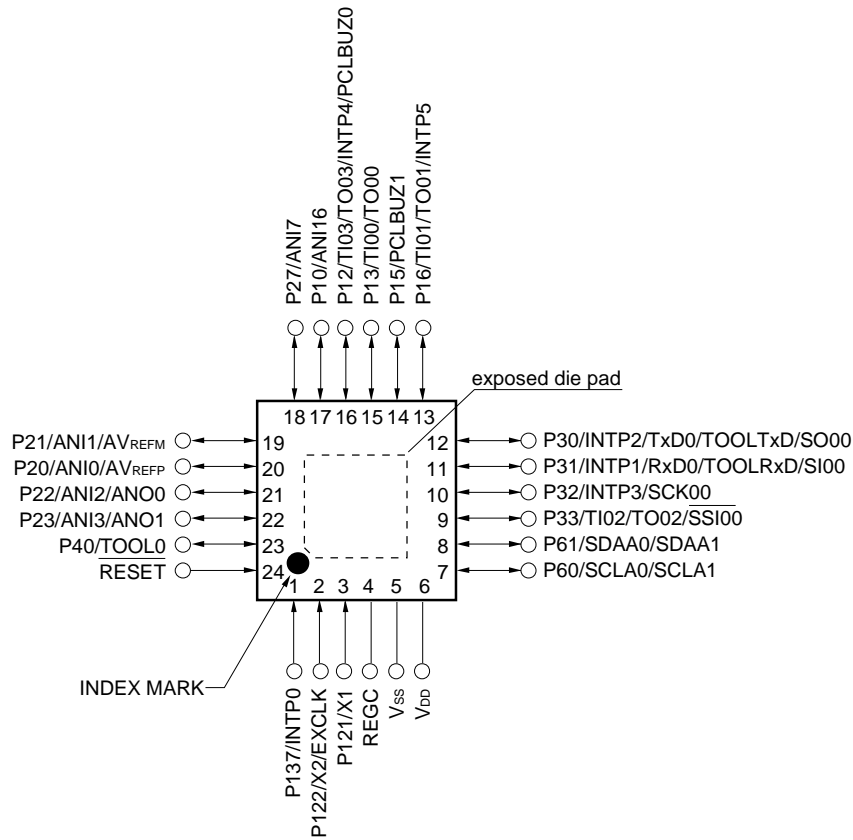 P27/ANI7
P10/ANI16
P12/TI03/TO03/INTP4/PCLBUZ0
P13/TI00/TO00
P15/PCLBUZ1
P16/TI01/TO01/INTP5
exposed die pad
18 17 16 15 14 13
P21/ANI1/AVREFM 19
P20/ANI0/AVREFP 20
P22/ANI2/ANO0 21
P23/ANI3/ANO1 22
P40/TOOL0 23
RESET 24
12 P30/INTP2/TxD0/TOOLTxD/SO00
11 P31/INTP1/RxD0/TOOLRxD/SI00
10 P32/INTP3/SCK00
9 P33/TI02/TO02/SSI00
8 P61/SDAA0/SDAA1
7 P60/SCLA0/SCLA1
1 2 3 4 5 6
INDEX MARK
P137/INTP0
P122/X2/EXCLK
P121/X1
REGC
VSS
VDD